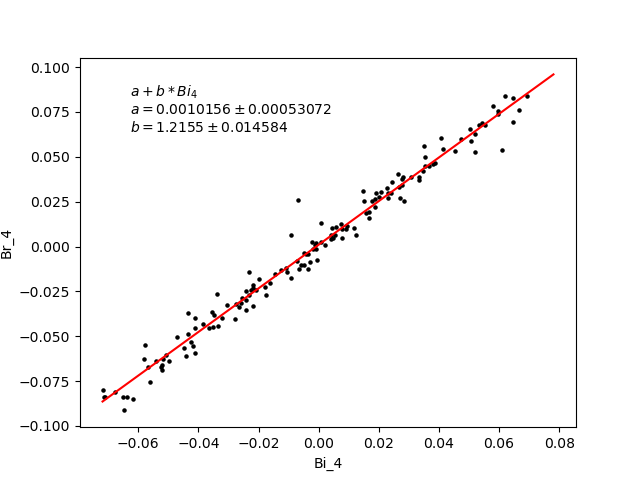 0.100
0.075
0.050
0.025
0.000
−0.025
−0.050
−0.075
−0.100
Br_4
a + b * Bi₄
a = 0.0010156 ± 0.00053072
b = 1.2155 ± 0.014584
−0.06 −0.04 −0.02 0.00 0.02 0.04 0.06 0.08
Bi_4